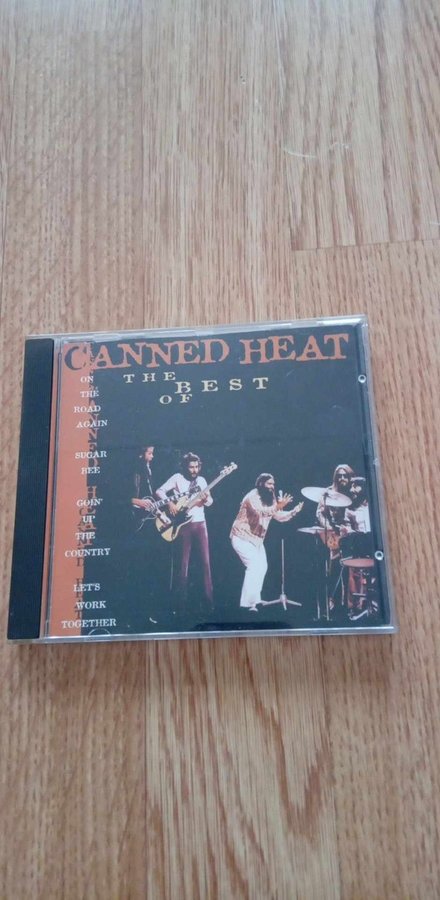 CANNED HEAT
THE
BEST
OF
ON
THE
ROAD
AGAIN
SUGAR
BEE
GOIN'
UP
THE
COUNTRY
LET'S
WORK
TOGETHER